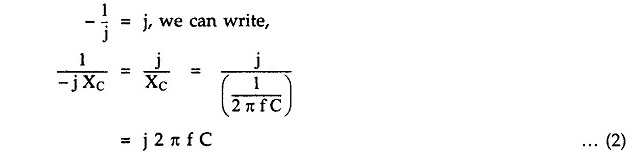 - 1/j = j, we can write,
1/(-j X_C) = j/X_C = j/(1/(2 π f C))
= j 2 π f C ... (2)